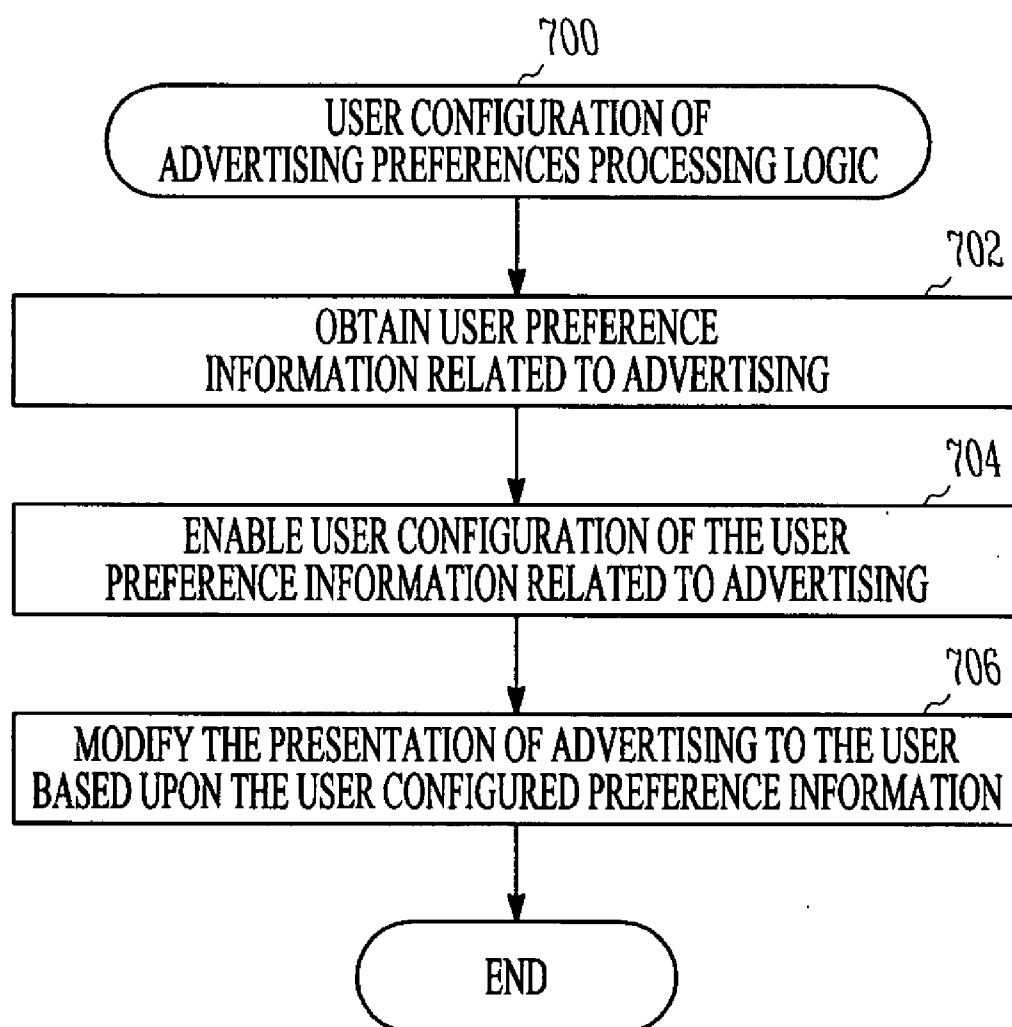 700
USER CONFIGURATION OF
ADVERTISING PREFERENCES PROCESSING LOGIC
702
OBTAIN USER PREFERENCE
INFORMATION RELATED TO ADVERTISING
704
ENABLE USER CONFIGURATION OF THE USER
PREFERENCE INFORMATION RELATED TO ADVERTISING
706
MODIFY THE PRESENTATION OF ADVERTISING TO THE USER
BASED UPON THE USER CONFIGURED PREFERENCE INFORMATION
END